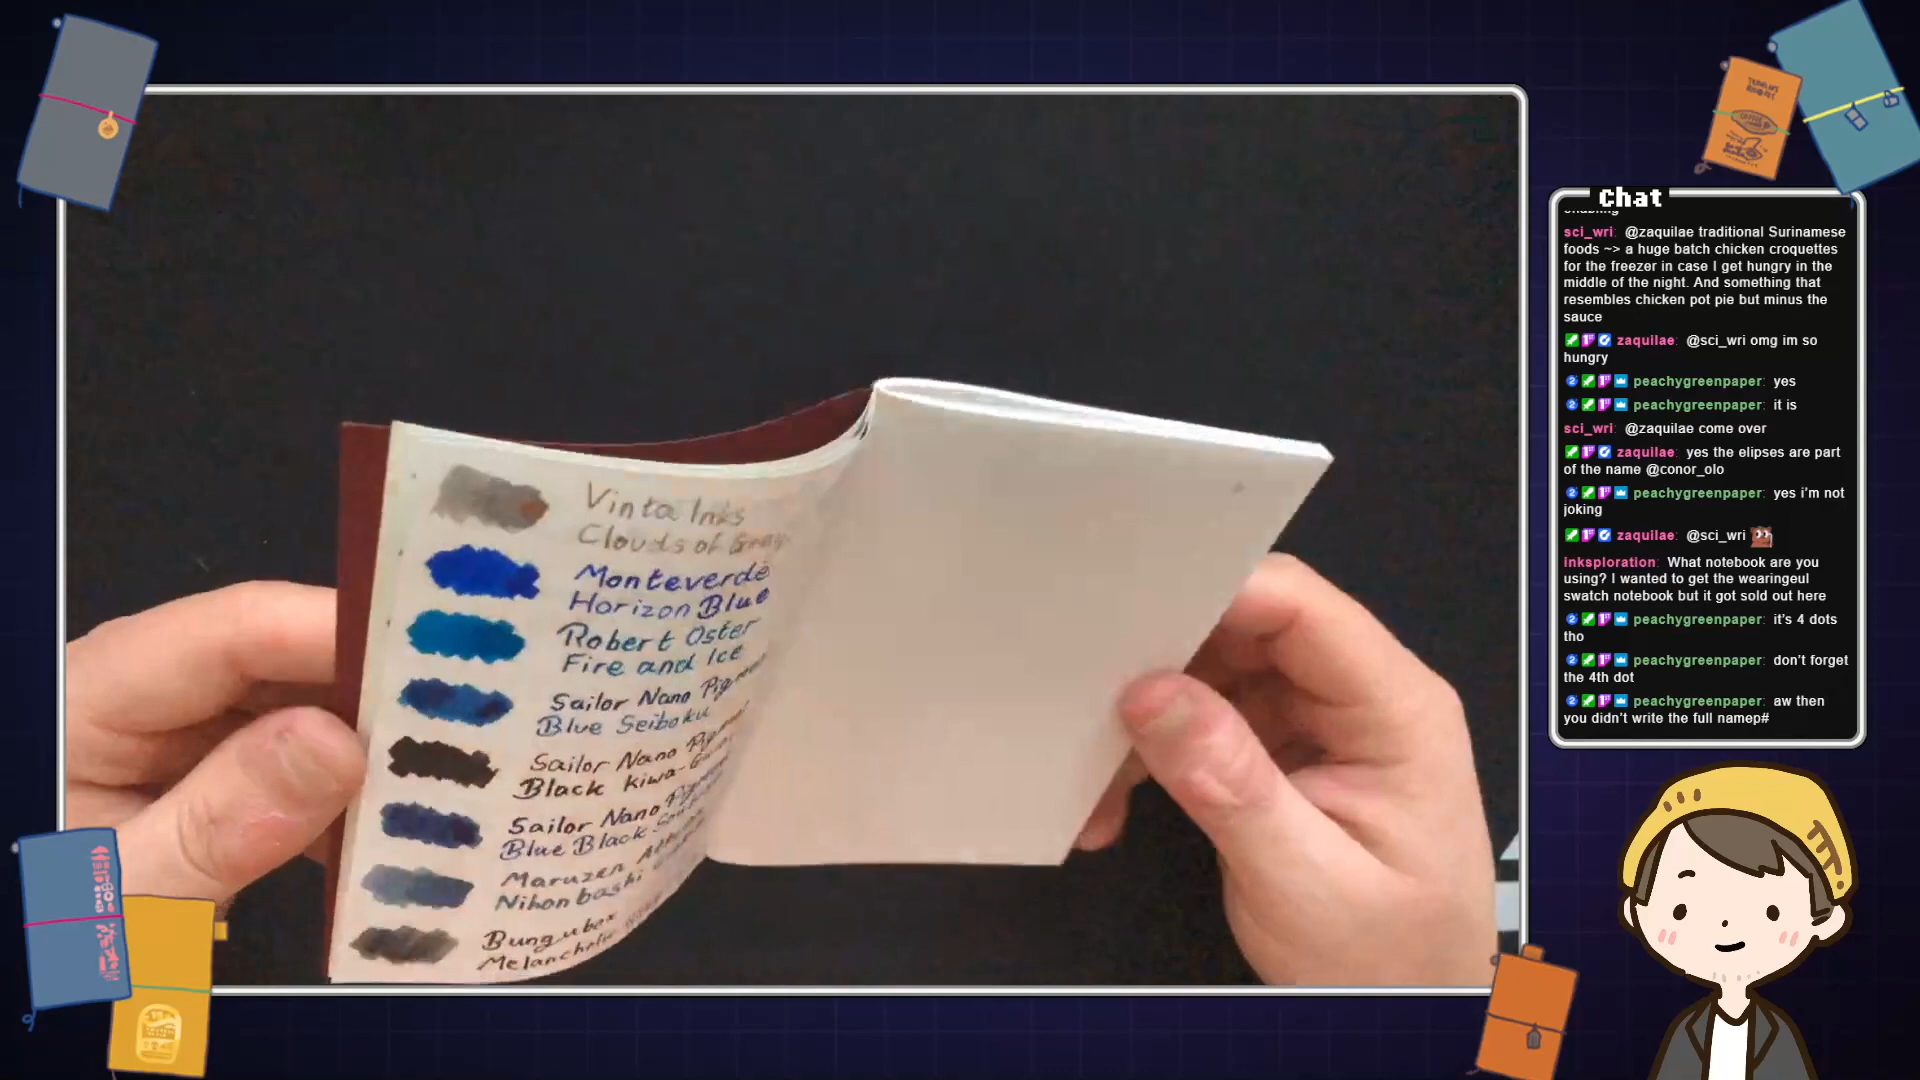 Vinta Inks
Clouds of Gray
Monteverde
Horizon Blue
Robert Oster
Fire and Ice
Sailor Nano
Blue Seiboku
Sailor Nano
Black Kiwa-
Sailor Nano
Blue Black
Maruzen
Nihonbashi
Bungubox
Chat
sci_wri: @zaquilae traditional Surinamese
foods ~> a huge batch chicken croquettes
for the freezer in case I get hungry in the
middle of the night. And something that
resembles chicken pot pie but minus the
sauce
zaquilae: @sci_wri omg im so
hungry
peachygreenpaper: yes
peachygreenpaper: it is
sci_wri: @zaquilae come over
zaquilae: yes the elipses are part
of the name @conor_olo
peachygreenpaper: yes i'm not
joking
zaquilae: @sci_wri
inksploration: What notebook are you
using? I wanted to get the wearingeul
swatch notebook but it got sold out here
peachygreenpaper: it's 4 dots
tho
peachygreenpaper: don't forget
the 4th dot
peachygreenpaper: aw then
you didn't write the full namep#